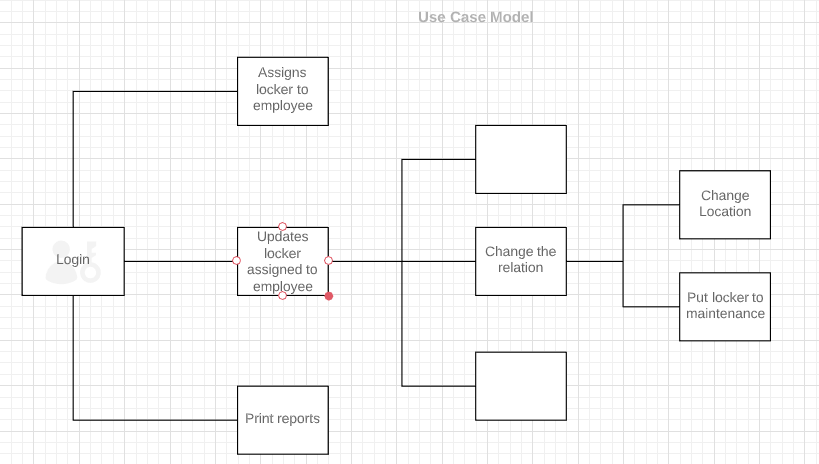 Use Case Model
Assigns
locker to
employee
Login
Updates
locker
assigned to
employee
Change the
relation
Change
Location
Put locker to
maintenance
Print reports